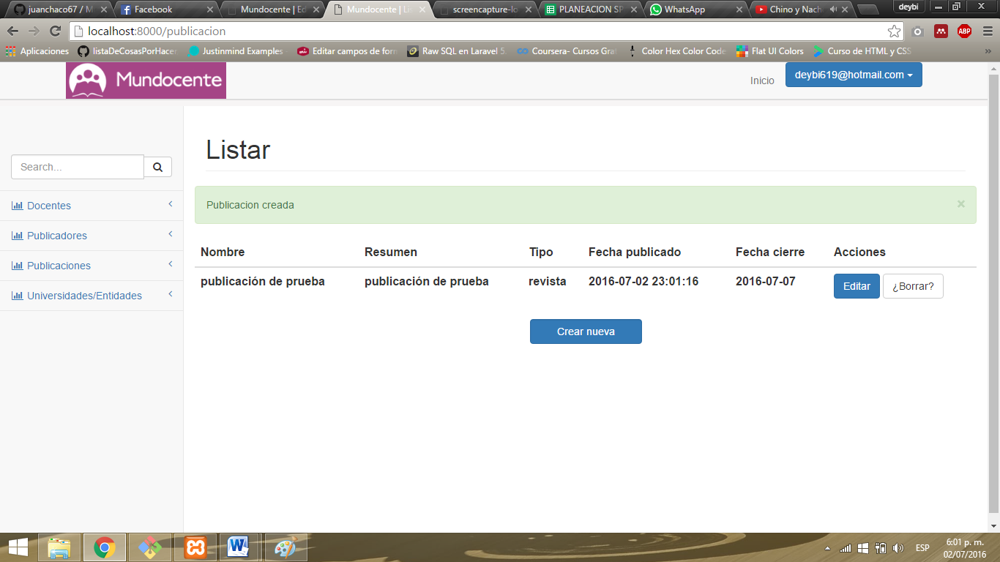 juanchaco67 / M
Facebook
Mundocente | Ed
Mundocente | Lis
screencapture-lo
PLANEACION SP
WhatsApp
Chino y Nach
deybi
localhost:8000/publicacion
ABP
Aplicaciones
listaDeCosasPorHacer
Justinmind Examples
Editar campos de form
Raw SQL en Laravel 5.
Coursera- Cursos Gra
Color Hex Color Code
Flat UI Colors
Curso de HTML y CSS
»
Mundocente
Inicio
deybi619@hotmail.com
Search...
Docentes
Publicadores
Publicaciones
Universidades/Entidades
Listar
Publicacion creada ×
Nombre Resumen Tipo Fecha publicado Fecha cierre Acciones
publicación de prueba publicación de prueba revista 2016-07-02 23:01:16 2016-07-07 Editar ¿Borrar?
Crear nueva
ESP
6:01 p. m.
02/07/2016